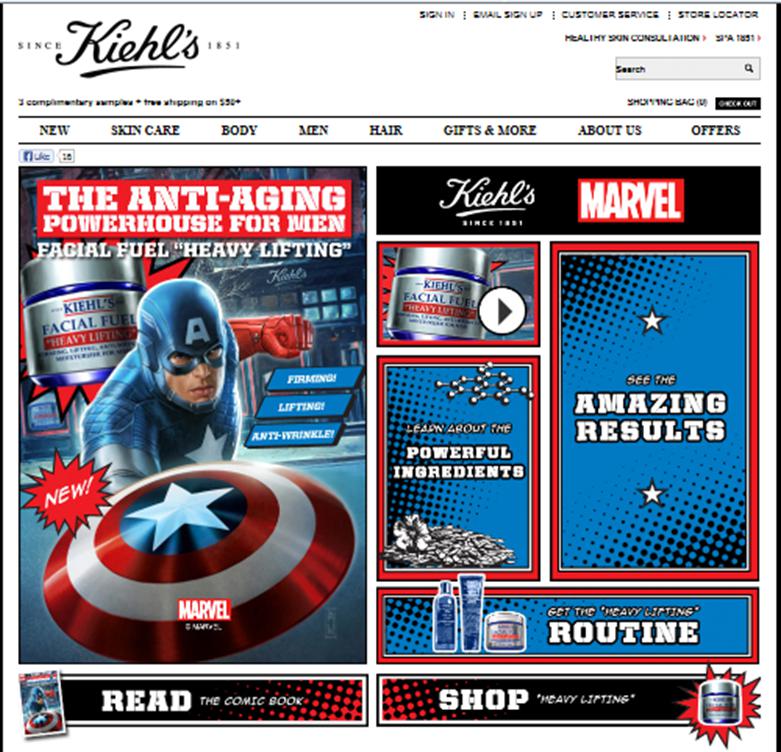 SIGN IN | EMAIL SIGN UP | CUSTOMER SERVICE | STORE LOCATOR
SINCE Kiehl's 1851
HEALTHY SKIN CONSULTATION SPA 1851
Search
3 complimentary samples + free shipping on $50+
SHOPPING BAG (0) CHECK OUT
NEW SKIN CARE BODY MEN HAIR GIFTS & MORE ABOUT US OFFERS
Like
THE ANTI-AGING
POWERHOUSE FOR MEN
FACIAL FUEL "HEAVY LIFTING"
Kiehl's
KIEHL'S
FACIAL FUEL
"HEAVY LIFTING"
A
FIRMING!
LIFTING!
ANTI-WRINKLE!
NEW!
MARVEL
© MARVEL
Kiehl's
SINCE 1851
MARVEL
KIEHL'S
FACIAL FUEL
"HEAVY LIFTING"
LEARN ABOUT THE
POWERFUL
INGREDIENTS
SEE THE
AMAZING
RESULTS
GET THE "HEAVY LIFTING"
ROUTINE
READ THE COMIC BOOK
SHOP "HEAVY LIFTING"